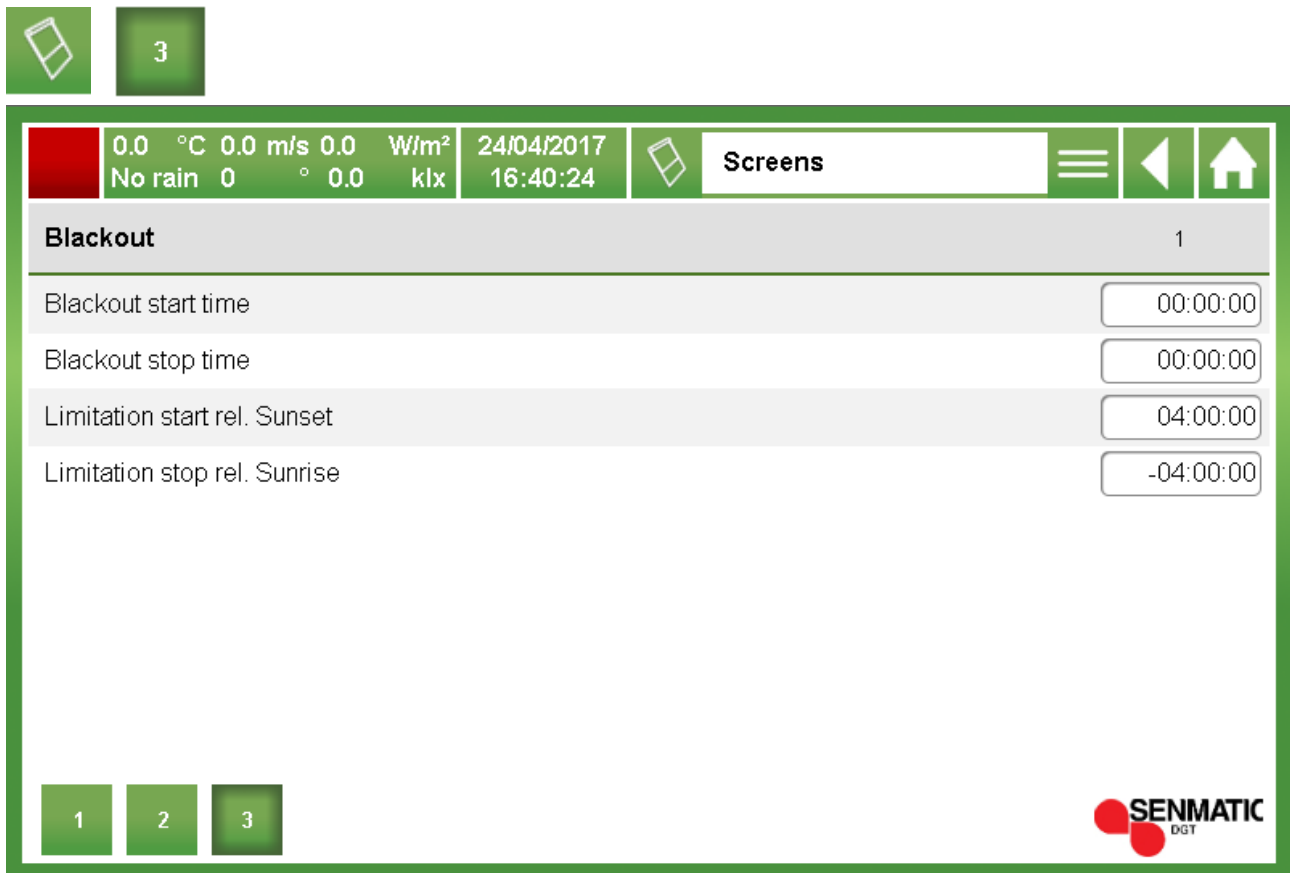 3
0.0 °C 0.0 m/s 0.0 W/m²
No rain 0 ° 0.0 klx
24/04/2017
16:40:24
Screens
Blackout 1
Blackout start time 00:00:00
Blackout stop time 00:00:00
Limitation start rel. Sunset 04:00:00
Limitation stop rel. Sunrise -04:00:00
1 2 3
SENMATIC
DGT